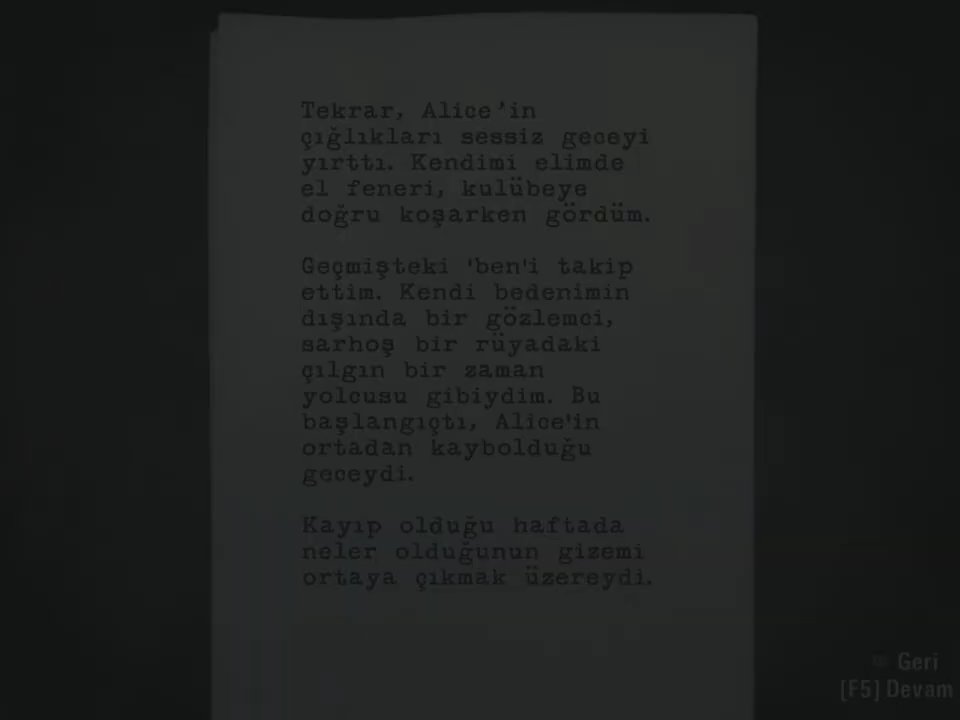 Tekrar, Alice'in
çığlıkları sessiz geceyi
yırttı. Kendimi elimde
el feneri, kulübeye
doğru koşarken gördüm.
Geçmişteki 'ben'i takip
ettim. Kendi bedenimin
dışında bir gözlemci,
sarhoş bir rüyadaki
çılgın bir zaman
yolcusu gibiydim. Bu
başlangıçtı, Alice'in
ortadan kaybolduğu
geceydi.
Kayıp olduğu haftada
neler olduğunun gizemi
ortaya çıkmak üzereydi.
Geri
[F5] Devam